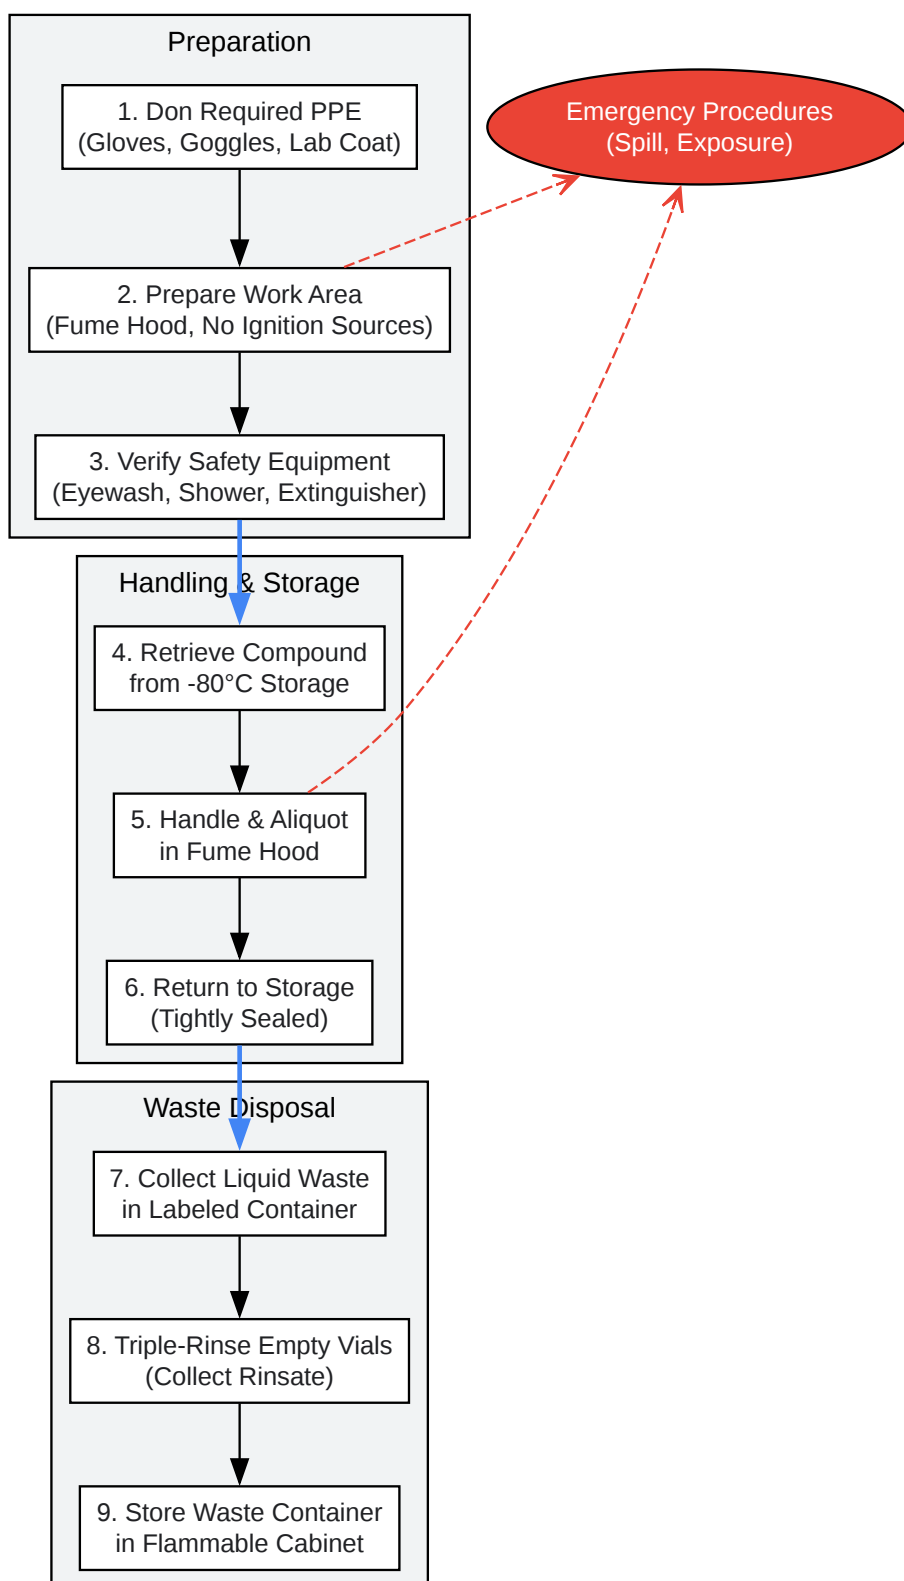 Preparation
1. Don Required PPE
(Gloves, Goggles, Lab Coat)
Emergency Procedures
(Spill, Exposure)
2. Prepare Work Area
(Fume Hood, No Ignition Sources)
3. Verify Safety Equipment
(Eyewash, Shower, Extinguisher)
Handling & Storage
4. Retrieve Compound
from -80°C Storage
5. Handle & Aliquot
in Fume Hood
6. Return to Storage
(Tightly Sealed)
Waste Disposal
7. Collect Liquid Waste
in Labeled Container
8. Triple-Rinse Empty Vials
(Collect Rinsate)
9. Store Waste Container
in Flammable Cabinet